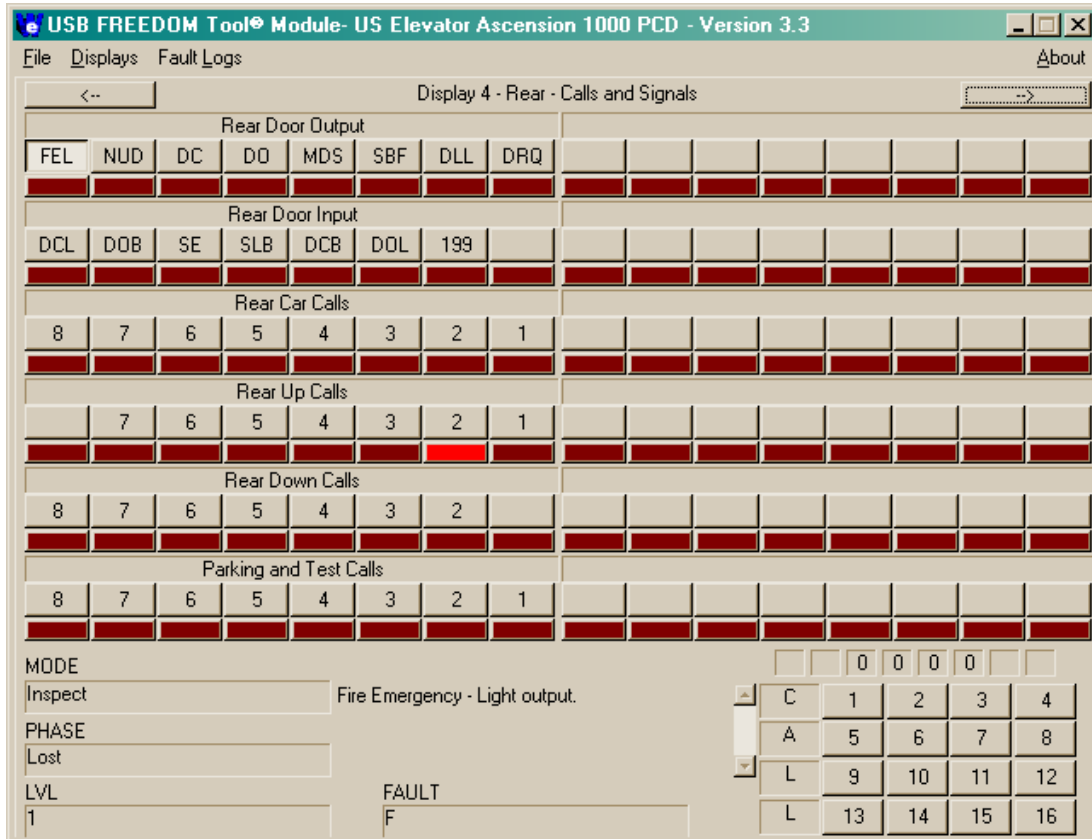 USB FREEDOM Tool® Module- US Elevator Ascension 1000 PCD - Version 3.3
File Displays Fault Logs About
<-- Display 4 - Rear - Calls and Signals -->
Rear Door Output
FEL NUD DC DO MDS SBF DLL DRQ
Rear Door Input
DCL DOB SE SLB DCB DOL 199
Rear Car Calls
8 7 6 5 4 3 2 1
Rear Up Calls
7 6 5 4 3 2 1
Rear Down Calls
8 7 6 5 4 3 2
Parking and Test Calls
8 7 6 5 4 3 2 1
MODE
Inspect
Fire Emergency - Light output.
PHASE
Lost
LVL
1
FAULT
F
0 0 0 0
C 1 2 3 4
A 5 6 7 8
L 9 10 11 12
L 13 14 15 16